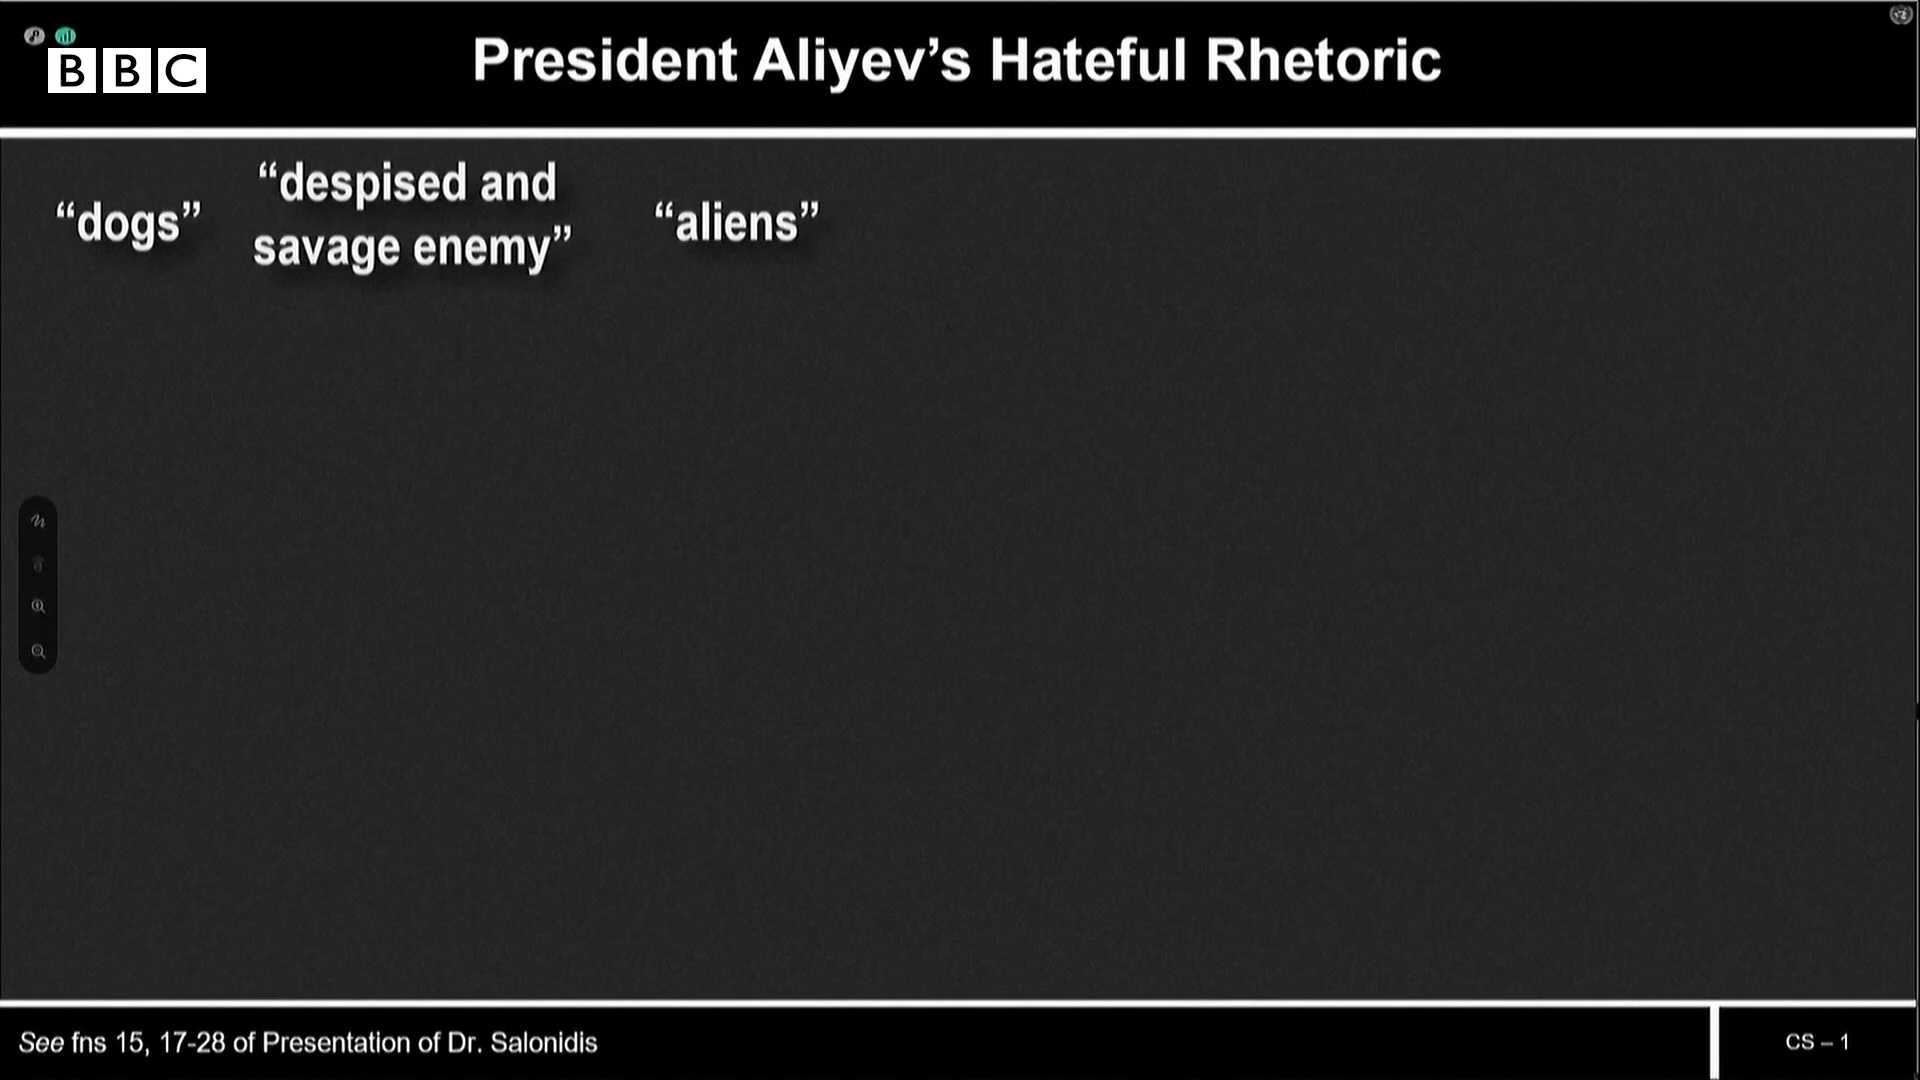 BBC
President Aliyev’s Hateful Rhetoric
“dogs”
“despised and
savage enemy”
“aliens”
See fns 15, 17-28 of Presentation of Dr. Salonidis
CS – 1